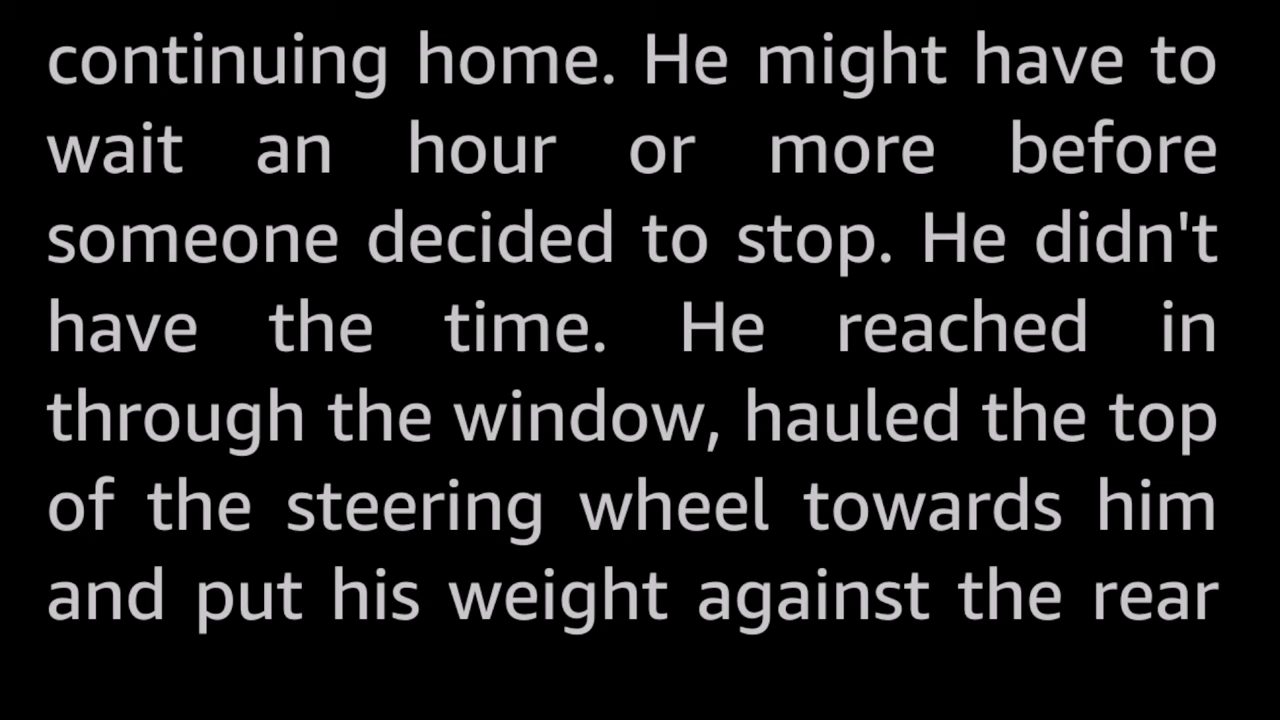 continuing home. He might have to
wait an hour or more before
someone decided to stop. He didn't
have the time. He reached in
through the window, hauled the top
of the steering wheel towards him
and put his weight against the rear